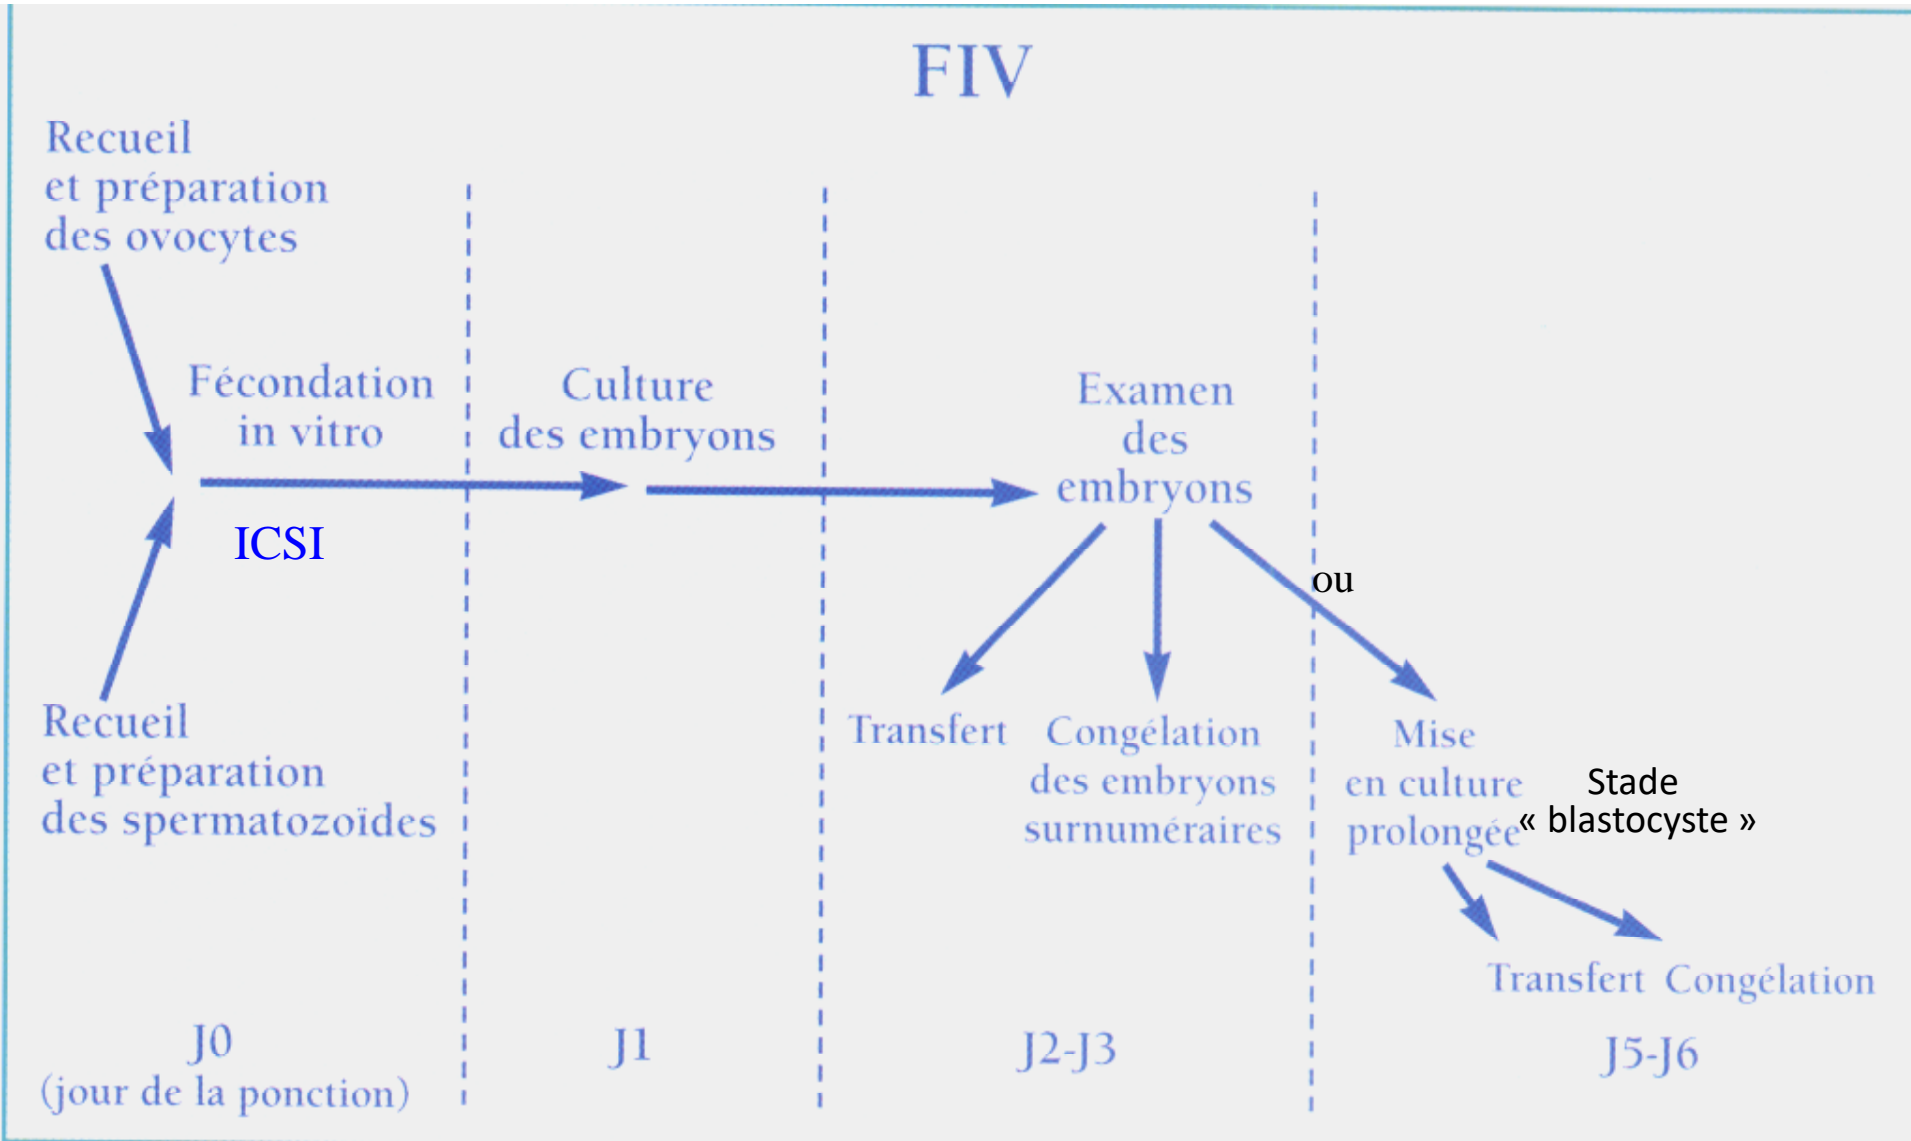 FIV
Recueil
et préparation
des ovocytes
Fécondation
in vitro
ICSI
Recueil
et préparation
des spermatozoïdes
J0
(jour de la ponction)
Culture
des embryons
J1
Examen
des
embryons
Transfert
Congélation
des embryons
surnuméraires
J2-J3
ou
Mise
en culture
prolongée
Stade
« blastocyste »
Transfert Congélation
J5-J6